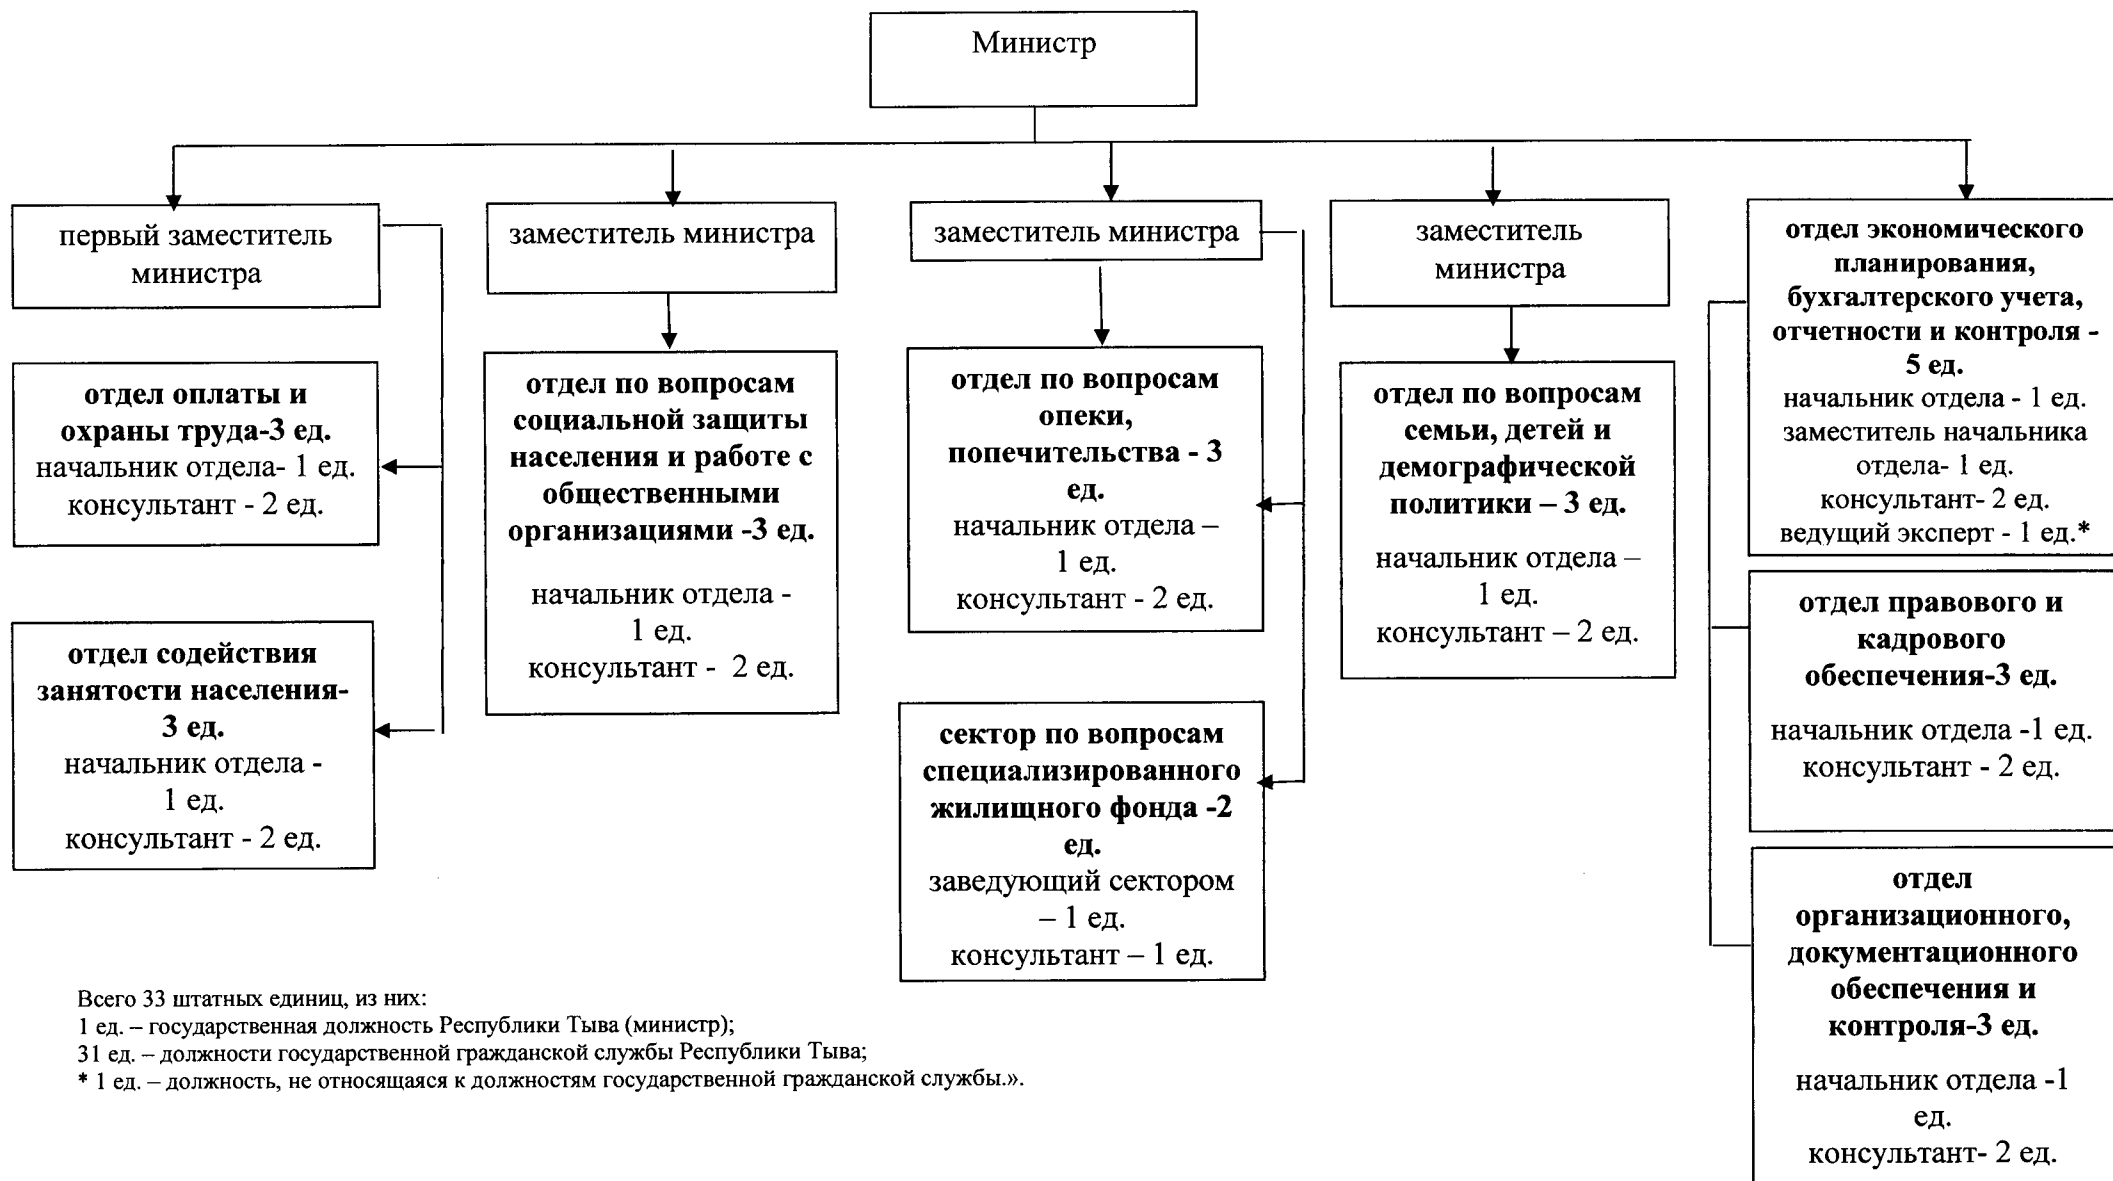 Министр
первый заместитель
министра
заместитель министра
заместитель министра
заместитель
министра
отдел экономического
планирования,
бухгалтерского учета,
отчетности и контроля -
5 ед.
начальник отдела - 1 ед.
заместитель начальника
отдела- 1 ед.
консультант- 2 ед.
ведущий эксперт - 1 ед.*
отдел оплаты и
охраны труда-3 ед.
начальник отдела- 1 ед.
консультант - 2 ед.
отдел по вопросам
социальной защиты
населения и работе с
общественными
организациями -3 ед.
начальник отдела -
1 ед.
консультант - 2 ед.
отдел по вопросам
опеки,
попечительства - 3
ед.
начальник отдела –
1 ед.
консультант - 2 ед.
отдел по вопросам
семьи, детей и
демографической
политики – 3 ед.
начальник отдела –
1 ед.
консультант – 2 ед.
отдел правового и
кадрового
обеспечения-3 ед.
начальник отдела -1 ед.
консультант - 2 ед.
отдел содействия
занятости населения-
3 ед.
начальник отдела -
1 ед.
консультант - 2 ед.
сектор по вопросам
специализированного
жилищного фонда -2
ед.
заведующий сектором
– 1 ед.
консультант – 1 ед.
отдел
организационного,
документационного
обеспечения и
контроля-3 ед.
начальник отдела -1
ед.
консультант- 2 ед.
Всего 33 штатных единиц, из них:
1 ед. – государственная должность Республики Тыва (министр);
31 ед. – должности государственной гражданской службы Республики Тыва;
* 1 ед. – должность, не относящаяся к должностям государственной гражданской службы.».